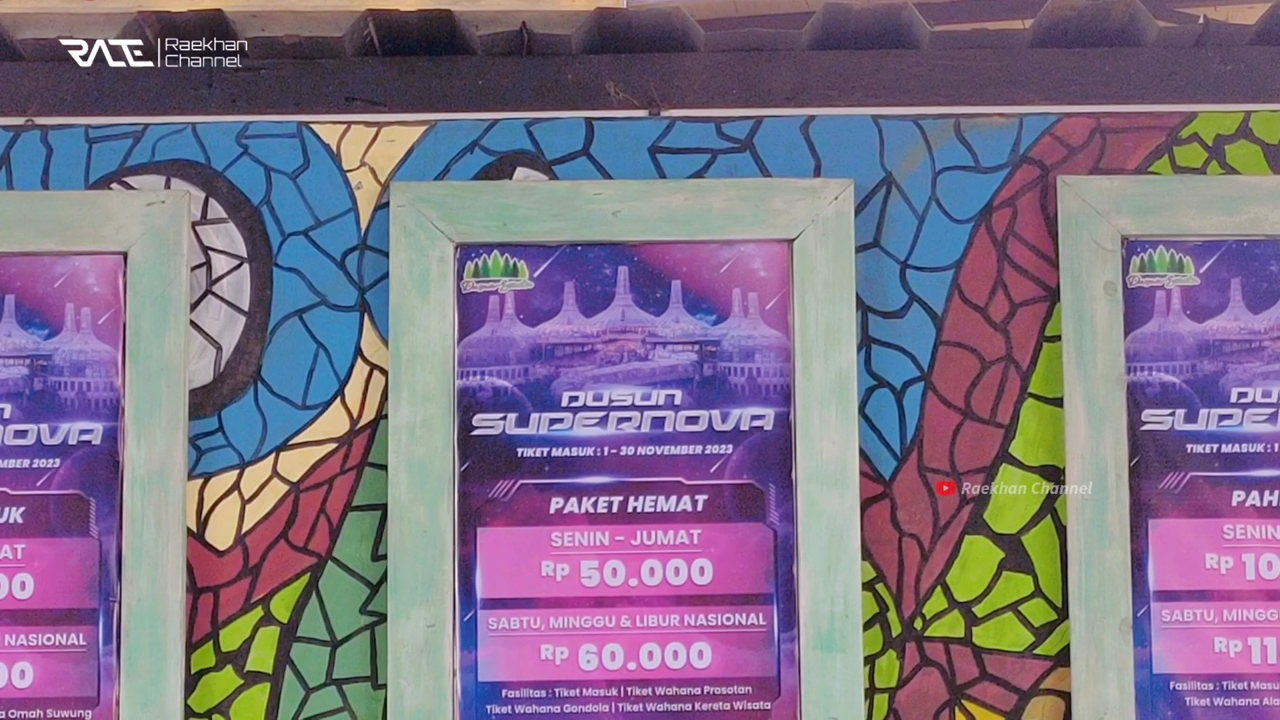 RATE
Raekhan
Channel
MBER 2023
UK
AT
00
NASIONAL
00
a Omah Suwung
DUSUN
SUPERNOVA
TIKET MASUK : 1 – 30 NOVEMBER 2023
PAKET HEMAT
SENIN – JUMAT
Rp 50.000
SABTU, MINGGU & LIBUR NASIONAL
Rp 60.000
Fasilitas : Tiket Masuk | Tiket Wahana Prosotan
Tiket Wahana Gondola | Tiket Wahana Kereta Wisata
Raekhan Channel
DU
SUPE
TIKET MASUK : 1
PAH
SENIN
Rp 10
SABTU, MINGG
Rp 11
Fasilitas : Tiket Masu
Tiket Wahana Ala